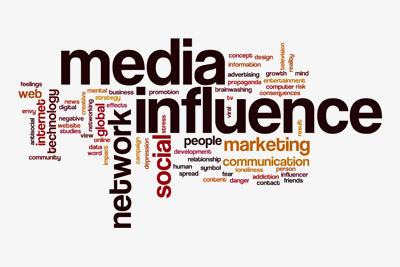 media
influence
network
social
people
marketing
communication
relationship
human
symbol
loneliness
person
spread
fear
addiction
influencer
content
danger
contact
friends
development
concept
design
information
television
reality
advertising
growth
mind
propaganda
entertainment
brainwashing
computer
risk
consequences
tv
viral
result
feelings
web
envy
internet
technology
antisocial
digital
news
negative
website
studies
community
mental
creative
business
promotion
strategy
effects
networking
view
global
online
data
word
impact
campaign
depression
stress